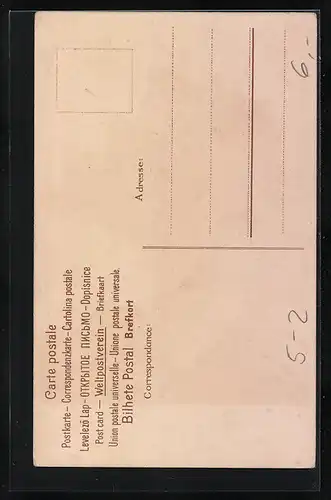 Carte postale
Postkarte – Correspondenzkarte – Cartolina postale
Levelező Lap – ОТКРЫТОЕ ПИСЬМО – Dopisnice
Post card — Weltpostverein — Briefkaart
Union postale universelle – Unione postale universale.
Bilhete Postal Brefkort
Correspondance:
Adresse:
6,-
5-2